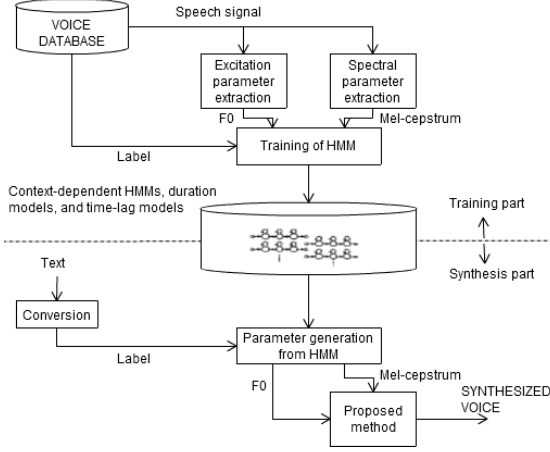 VOICE
DATABASE
Speech signal
Excitation
parameter
extraction
Spectral
parameter
extraction
F0
Mel-cepstrum
Training of HMM
Label
Context-dependent HMMs, duration
models, and time-lag models
Training part
Synthesis part
Text
Conversion
Label
Parameter generation
from HMM
F0
Mel-cepstrum
Proposed
method
SYNTHESIZED
VOICE